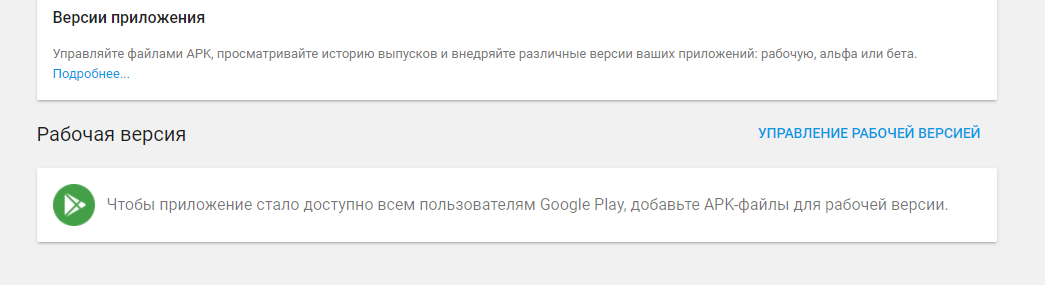 Версии приложения
Управляйте файлами APK, просматривайте историю выпусков и внедряйте различные версии ваших приложений: рабочую, альфа или бета.
Подробнее...
Рабочая версия
УПРАВЛЕНИЕ РАБОЧЕЙ ВЕРСИЕЙ
Чтобы приложение стало доступно всем пользователям Google Play, добавьте APK-файлы для рабочей версии.